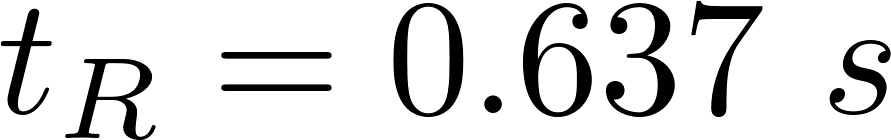 t_R = 0.637 s